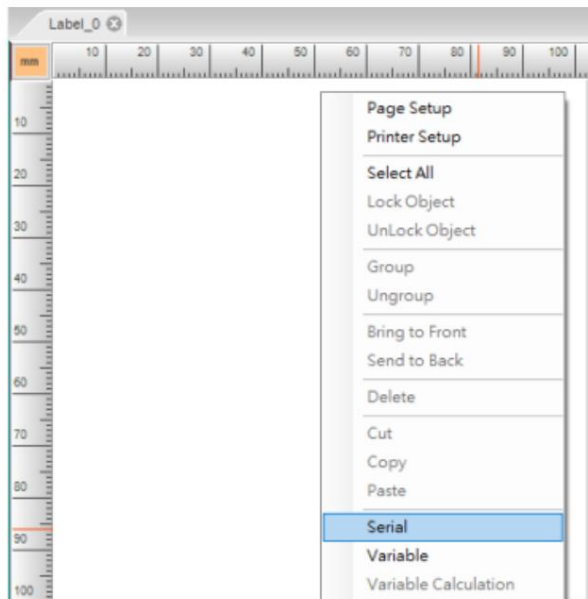 Label_0
mm 10 20 30 40 50 60 70 80 90 100
10
20
30
40
50
60
70
80
90
100
Page Setup
Printer Setup
Select All
Lock Object
UnLock Object
Group
Ungroup
Bring to Front
Send to Back
Delete
Cut
Copy
Paste
Serial
Variable
Variable Calculation